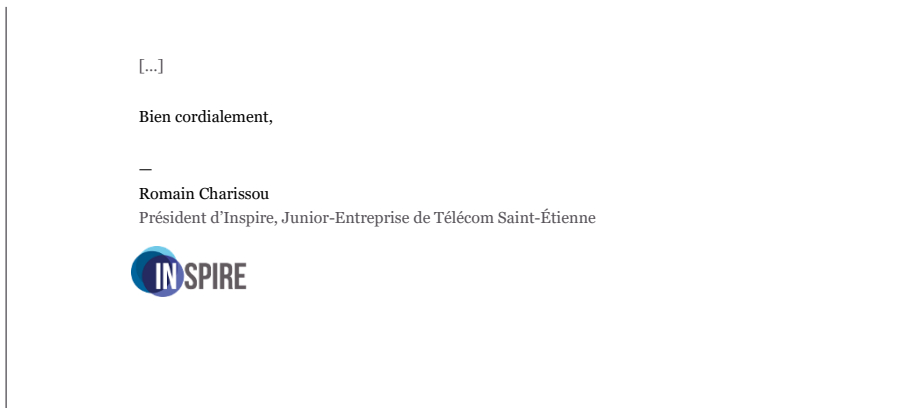 […]
Bien cordialement,
—
Romain Charissou
Président d’Inspire, Junior-Entreprise de Télécom Saint-Étienne
INSPIRE